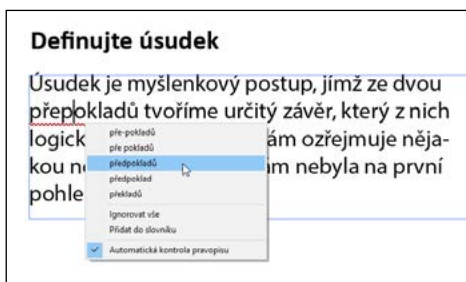 Definujte úsudek
Úsudek je myšlenkový postup, jímž ze dvou
přepokladů tvoříme určitý závěr, který z nich
logick ám ozřejmuje něja-
kou n ám nebyla na první
pohle
pře-pokladů
pře pokladů
předpokladů
předpoklad
překladů
Ignorovat vše
Přidat do slovníku
Automatická kontrola pravopisu